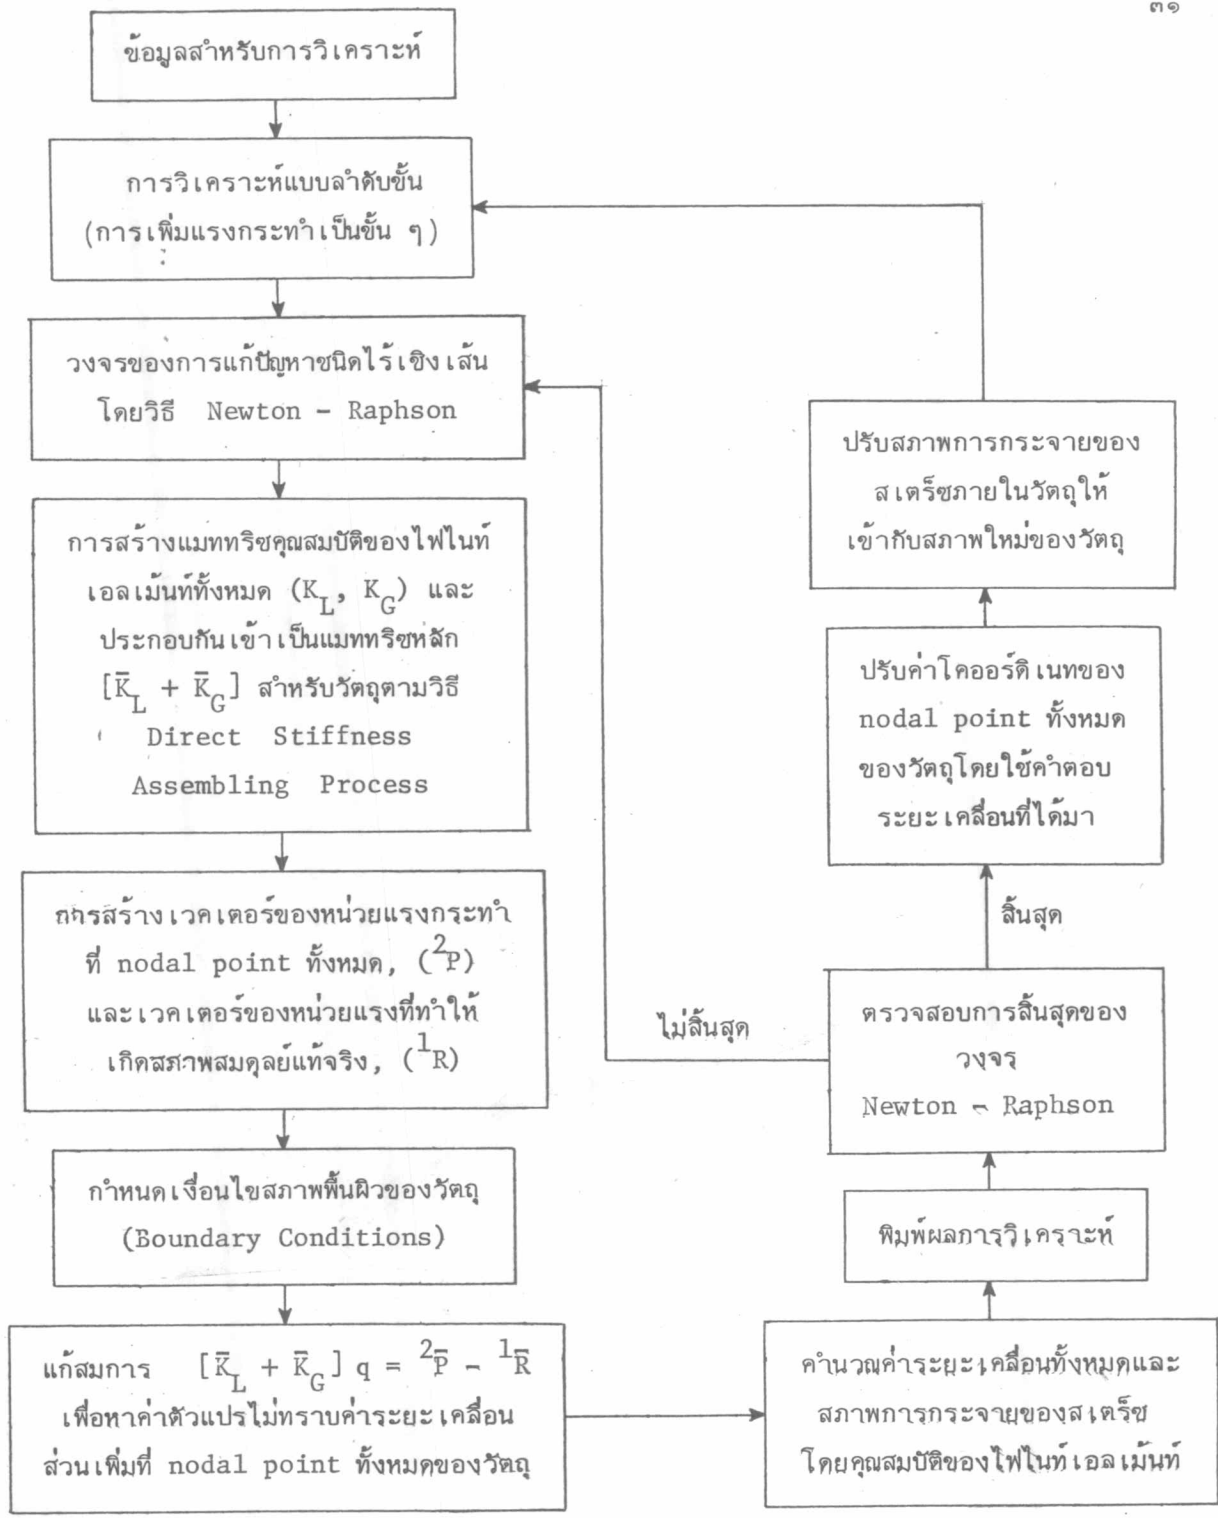 ๓๑
ข้อมูลสำหรับการวิเคราะห์
การวิเคราะห์แบบลำดับขั้น
(การเพิ่มแรงกระทำเป็นขั้น ๆ)
วงจรของการแก้ปัญหาชนิดไร้เชิงเส้น
โดยวิธี Newton - Raphson
การสร้างแมททริซคุณสมบัติของไฟไนท์
เอลเม้นท์ทั้งหมด (K_L, K_G) และ
ประกอบกันเข้าเป็นแมททริซหลัก
[K̅_L + K̅_G] สำหรับวัตถุตามวิธี
Direct Stiffness
Assembling Process
การสร้างเวคเตอร์ของหน่วยแรงกระทำ
ที่ nodal point ทั้งหมด, (²P)
และเวคเตอร์ของหน่วยแรงที่ทำให้
เกิดสภาพสมดุลย์แท้จริง, (¹R)
กำหนดเงื่อนไขสภาพพื้นผิวของวัตถุ
(Boundary Conditions)
แก้สมการ [K̅_L + K̅_G] q = ²P̅ - ¹R̅
เพื่อหาค่าตัวแปรไม่ทราบค่าระยะเคลื่อน
ส่วนเพิ่มที่ nodal point ทั้งหมดของวัตถุ
คำนวณค่าระยะเคลื่อนทั้งหมดและ
สภาพการกระจายของสเตร็ซ
โดยคุณสมบัติของไฟไนท์เอลเม้นท์
พิมพ์ผลการวิเคราะห์
ตรวจสอบการสิ้นสุดของ
วงจร
Newton - Raphson
ไม่สิ้นสุด
สิ้นสุด
ปรับค่าโคออร์ดิเนทของ
nodal point ทั้งหมด
ของวัตถุโดยใช้คำตอบ
ระยะเคลื่อนที่ได้มา
ปรับสภาพการกระจายของ
สเตร็ซภายในวัตถุให้
เข้ากับสภาพใหม่ของวัตถุ